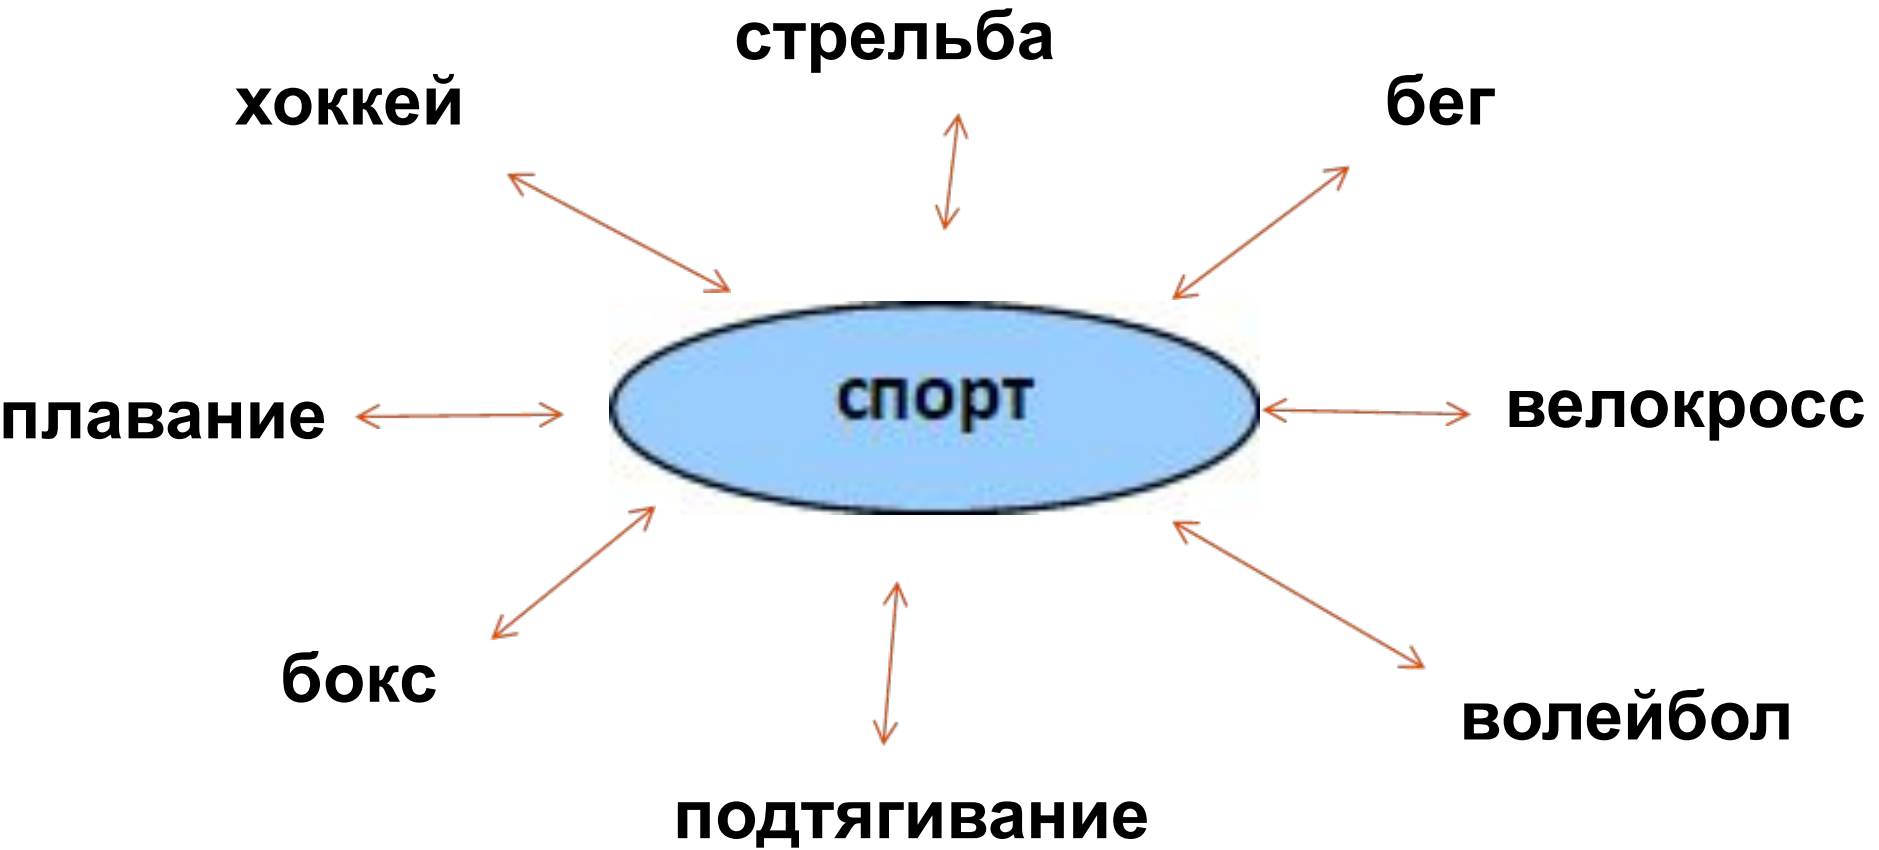 стрельба
хоккей
бег
спорт
плавание
велокросс
бокс
волейбол
подтягивание